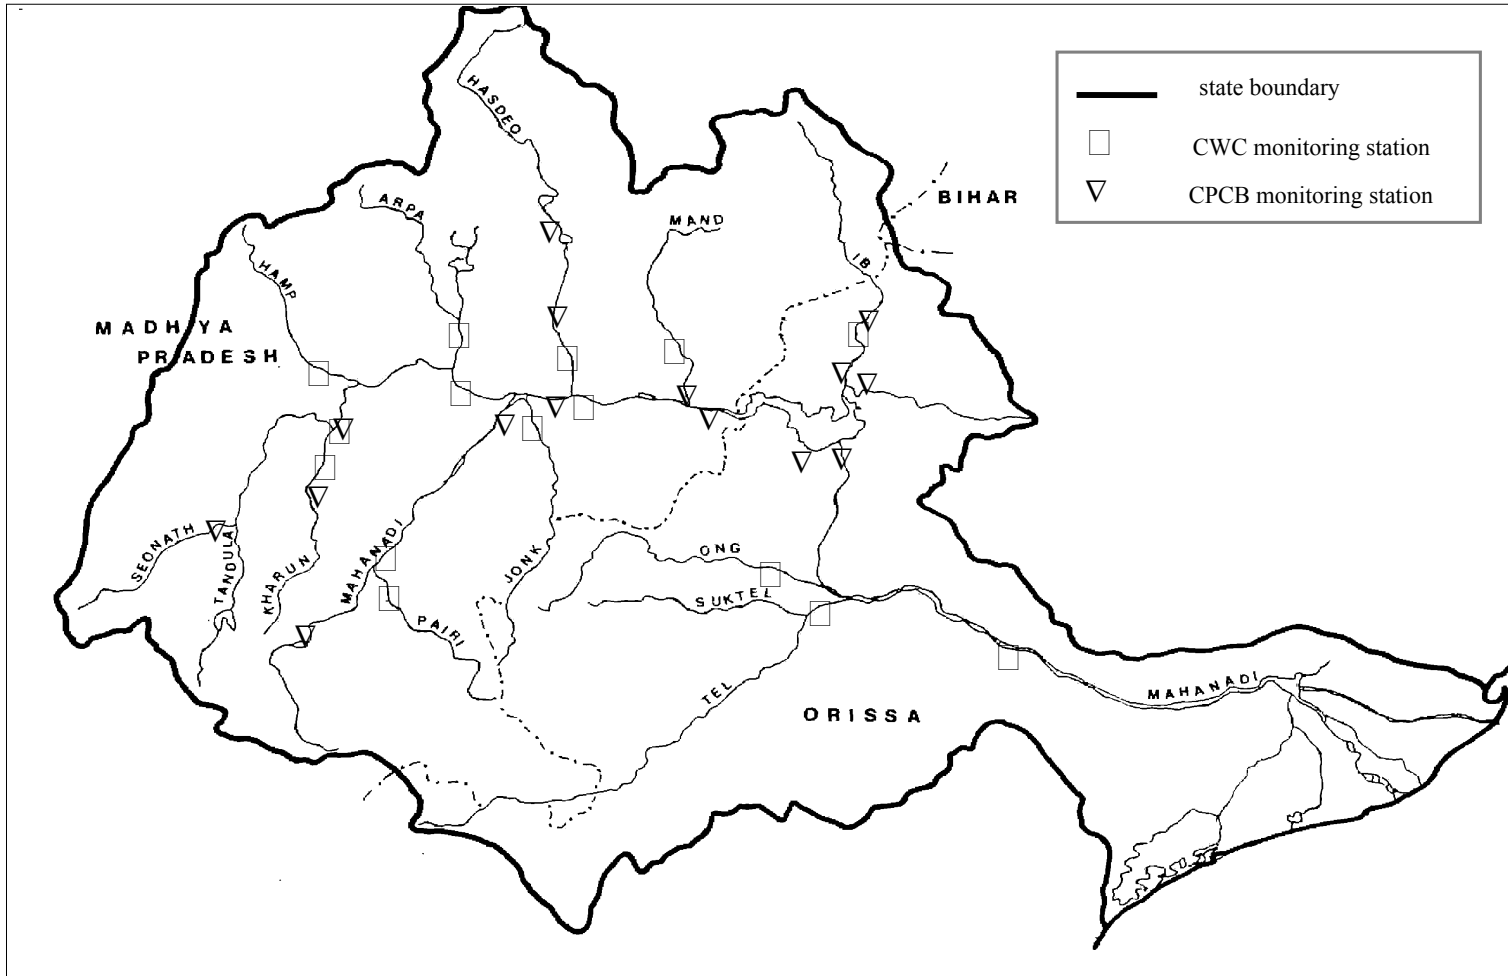 state boundary
CWC monitoring station
CPCB monitoring station
HASDEO
ARPA
MAND
BIHAR
HAMP
IB
MADHIYA
PRADESH
SEONATH
TANDULA
KHARUN
MAHANADI
JONK
ONG
SUKTEL
PAIRI
TEL
MAHANADI
ORISSA